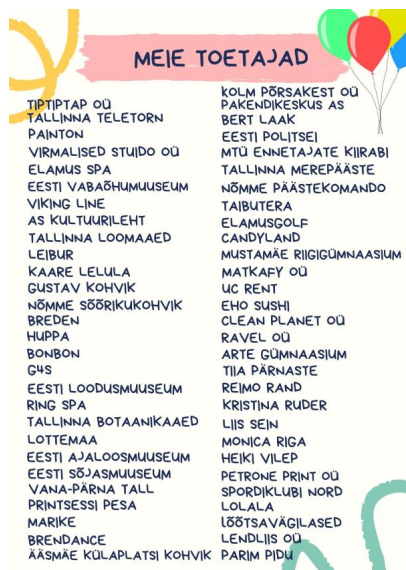 MEIE TOETAJAD
TIPTIPTAP OÜ
TALLINNA TELETORN
PAINTON
VIRMALISED STUIDO OÜ
ELAMUS SPA
EESTI VABAÕHUMUUSEUM
VIKING LINE
AS KULTUURILEHT
TALLINNA LOOMAAED
LEIBUR
KAARE LELULA
GUSTAV KOHVIK
NÕMME SÕÕRIKUKOHVIK
BREDEN
HUPPA
BONBON
G4S
EESTI LOODUSMUUSEUM
RING SPA
TALLINNA BOTAANIKAAED
LOTTEMAA
EESTI AJALOOSMUUSEUM
EESTI SÕJASMUUSEUM
VANA-PÄRNA TALL
PRINTSESSI PESA
MARIKE
BRENDANCE
ÄÄSMÄE KÜLAPLATSI KOHVIK
KOLM PÕRSAKEST OÜ
PAKENDIKESKUS AS
BERT LAAK
EESTI POLITSEI
MTÜ ENNETAJATE KIIRABI
TALLINNA MEREPÄÄSTE
NÕMME PÄÄSTEKOMANDO
TAIBUTERA
ELAMUSGOLF
CANDYLAND
MUSTAMÄE RIIGIGÜMNAASIUM
MATKAFY OÜ
UC RENT
EHO SUSHI
CLEAN PLANET OÜ
RAVEL OÜ
ARTE GÜMNAASIUM
TIIA PÄRNASTE
REIMO RAND
KRISTINA RUDER
LIIS SEIN
MONICA RIGA
HEIKI VILEP
PETRONE PRINT OÜ
SPORDIKLUBI NORD
LOLALA
LÕÕTSAVÄGILASED
LENDLIIS OÜ
PARIM PIDU